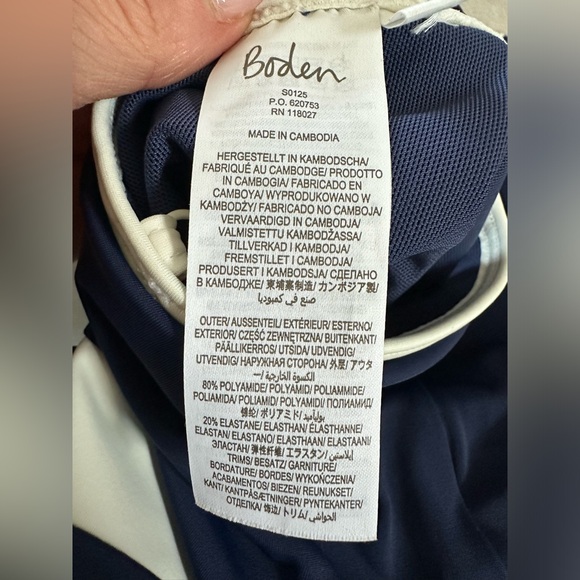 Boden
S0125
P.O. 620753
RN 118027
MADE IN CAMBODIA
HERGESTELLT IN KAMBODSCHA/
FABRIQUÉ AU CAMBODGE/ PRODOTTO
IN CAMBOGIA/ FABRICADO EN
CAMBOYA/ WYPRODUKOWANO W
KAMBODŻY/ FABRICADO NO CAMBOJA/
VERVAARDIGD IN CAMBODJA/
VALMISTETTU KAMBODŽASSA/
TILLVERKAD I KAMBODJA/
FREMSTILLET I CAMBODJA/
PRODUSERT I KAMBODSJA/ СДЕЛАНО
В КАМБОДЖЕ/ 柬埔寨制造/ カンボジア製/
صنع في كمبوديا
OUTER/ AUSSENTEIL/ EXTÉRIEUR/ ESTERNO/
EXTERIOR/ CZĘŚĆ ZEWNĘTRZNA/ BUITENKANT/
PÄÄLLIKERROS/ UTSIDA/ UDVENDIG/
UTVENDIG/ НАРУЖНАЯ СТОРОНА/ 外层/ アウタ
ー/ الكسوة الخارجية
80% POLYAMIDE/ POLYAMID/ POLIAMMIDE/
POLIAMIDA/ POLIAMID/ POLYAMIDI/ ПОЛИАМИД/
锦纶/ ポリアミド/ بوليأميد
20% ELASTANE/ ELASTHAN/ ÉLASTHANNE/
ELASTAN/ ELASTANO/ ELASTHAAN/ ELASTAANI/
ЭЛАСТАН/ 弹性纤维/ エラスタン/ إيلاستين
TRIMS/ BESATZ/ GARNITURE/
BORDATURE/ BORDES/ WYKOŃCZENIA/
ACABAMENTOS/ BIEZEN/ REUNUKSET/
KANT/ KANTPÅSÆTNINGER/ PYNTEKANTER/
ОТДЕЛКА/ 饰边/ トリム/ الحواشي